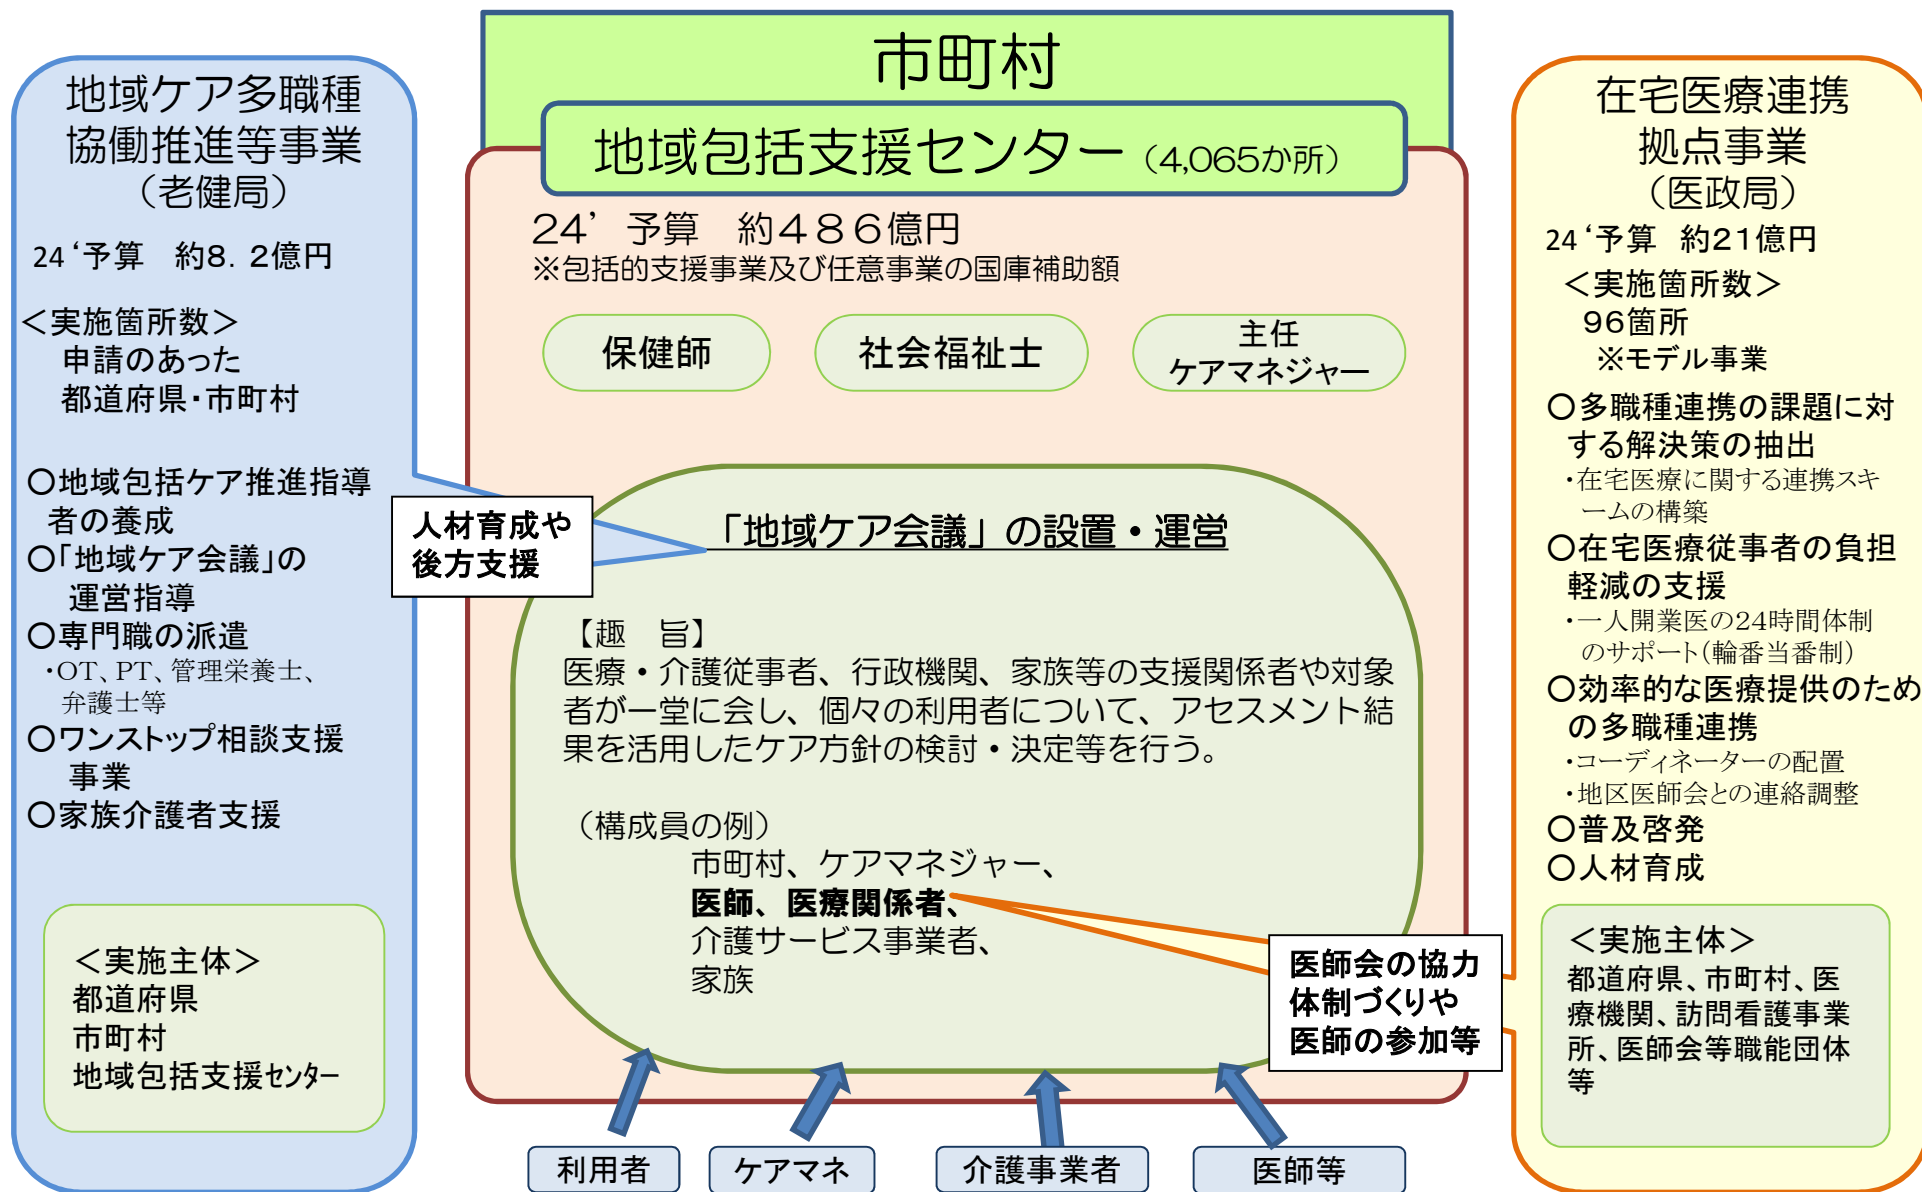 市町村
地域包括支援センター（4,065か所）
地域ケア多職種
協働推進等事業
（老健局）
24‘予算　約8．2億円
＜実施箇所数＞
申請のあった
都道府県・市町村
○地域包括ケア推進指導
者の養成
○「地域ケア会議」の
運営指導
○専門職の派遣
・OT、PT、管理栄養士、
弁護士等
○ワンストップ相談支援
事業
○家族介護者支援
＜実施主体＞
都道府県
市町村
地域包括支援センター
人材育成や
後方支援
24’予算　約４８６億円
※包括的支援事業及び任意事業の国庫補助額
保健師
社会福祉士
主任
ケアマネジャー
「地域ケア会議」の設置・運営
【趣　旨】
医療・介護従事者、行政機関、家族等の支援関係者や対象
者が一堂に会し、個々の利用者について、アセスメント結
果を活用したケア方針の検討・決定等を行う。
（構成員の例）
市町村、ケアマネジャー、
医師、医療関係者、
介護サービス事業者、
家族
医師会の協力
体制づくりや
医師の参加等
利用者
ケアマネ
介護事業者
医師等
在宅医療連携
拠点事業
（医政局）
24‘予算　約21億円
＜実施箇所数＞
96箇所
※モデル事業
○多職種連携の課題に対
する解決策の抽出
・在宅医療に関する連携スキ
ームの構築
○在宅医療従事者の負担
軽減の支援
・一人開業医の24時間体制
のサポート（輪番当番制）
○効率的な医療提供のため
の多職種連携
・コーディネーターの配置
・地区医師会との連絡調整
○普及啓発
○人材育成
＜実施主体＞
都道府県、市町村、医
療機関、訪問看護事業
所、医師会等職能団体
等